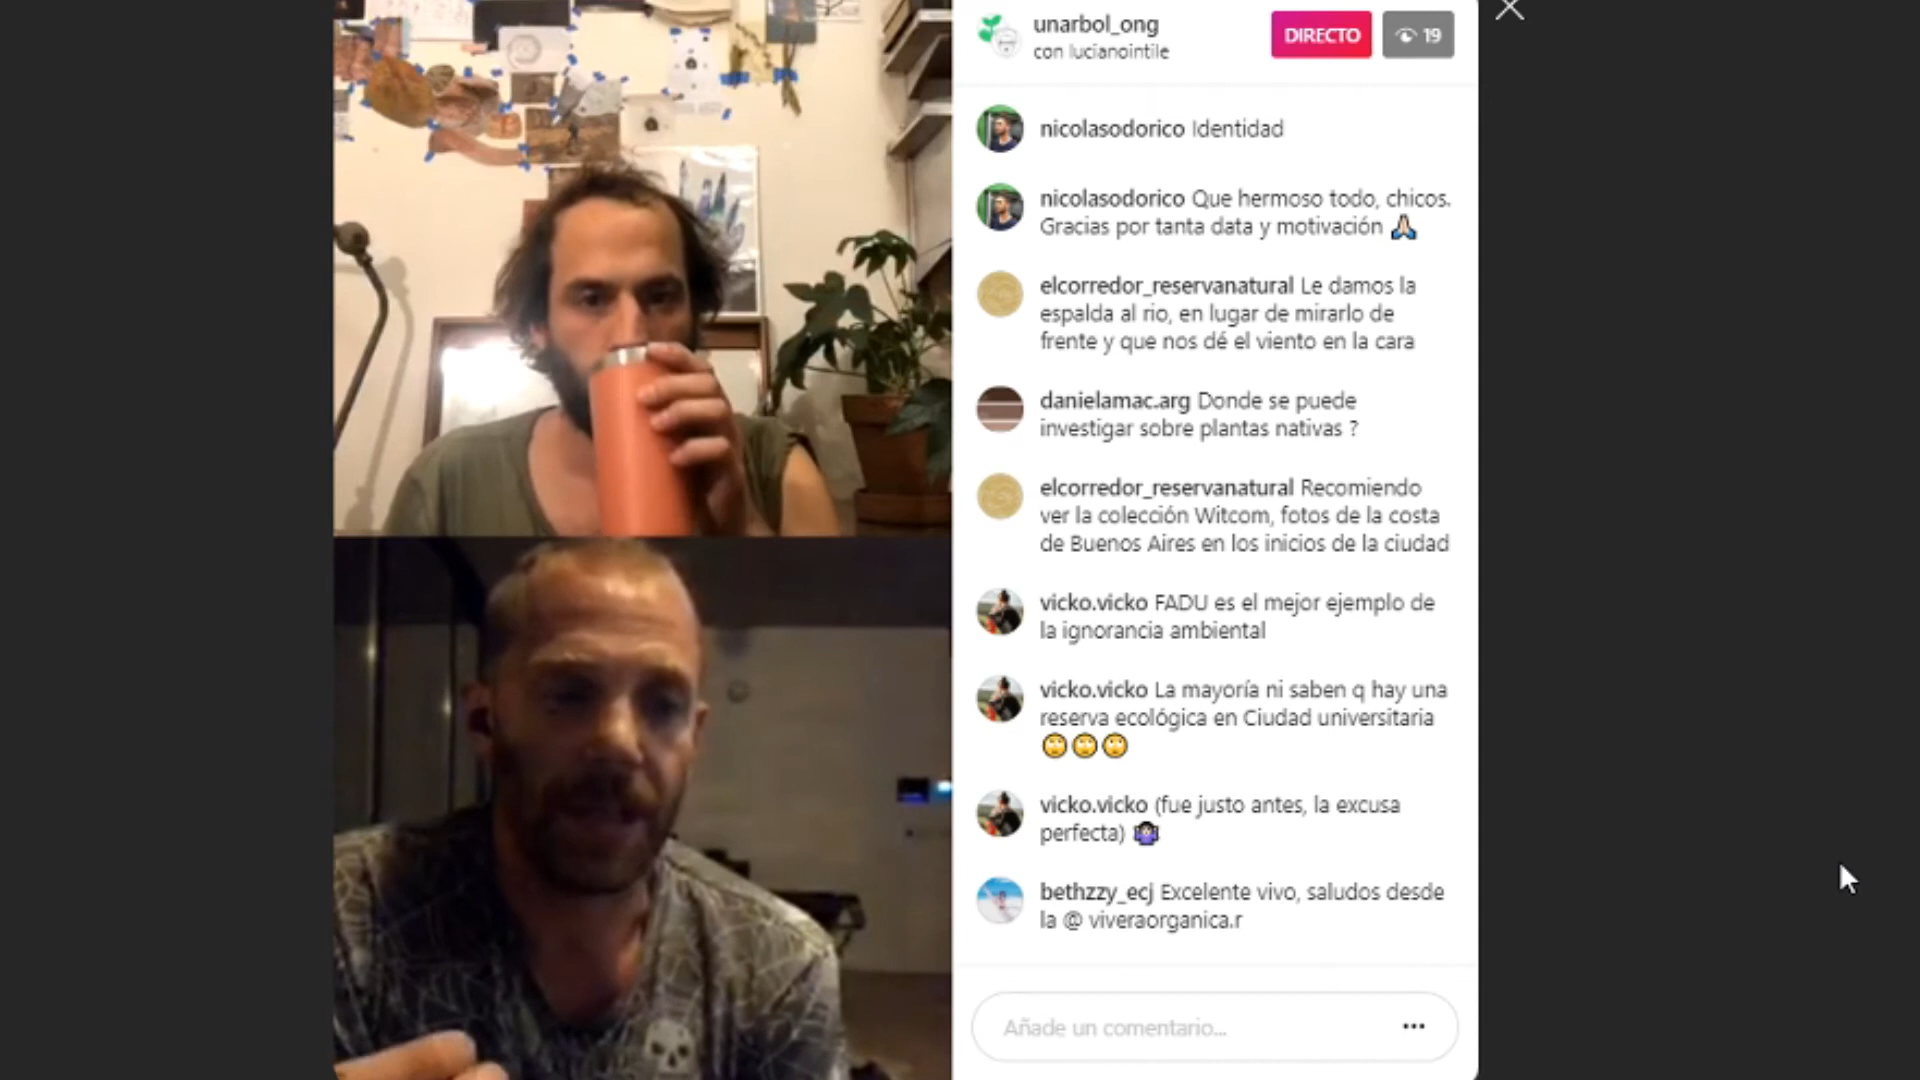 unarbol_ong
con lucianointile
DIRECTO
19
nicolasodorico Identidad
nicolasodorico Que hermoso todo, chicos.
Gracias por tanta data y motivación 🙏🏻
elcorredor_reservanatural Le damos la
espalda al rio, en lugar de mirarlo de
frente y que nos dé el viento en la cara
danielamac.arg Donde se puede
investigar sobre plantas nativas ?
elcorredor_reservanatural Recomiendo
ver la colección Witcom, fotos de la costa
de Buenos Aires en los inicios de la ciudad
vicko.vicko FADU es el mejor ejemplo de
la ignorancia ambiental
vicko.vicko La mayoría ni saben q hay una
reserva ecológica en Ciudad universitaria
🙄🙄🙄
vicko.vicko (fue justo antes, la excusa
perfecta) 🤷🏻‍♀️
bethzzy_ecj Excelente vivo, saludos desde
la @ viveraorganica.r
Añade un comentario...